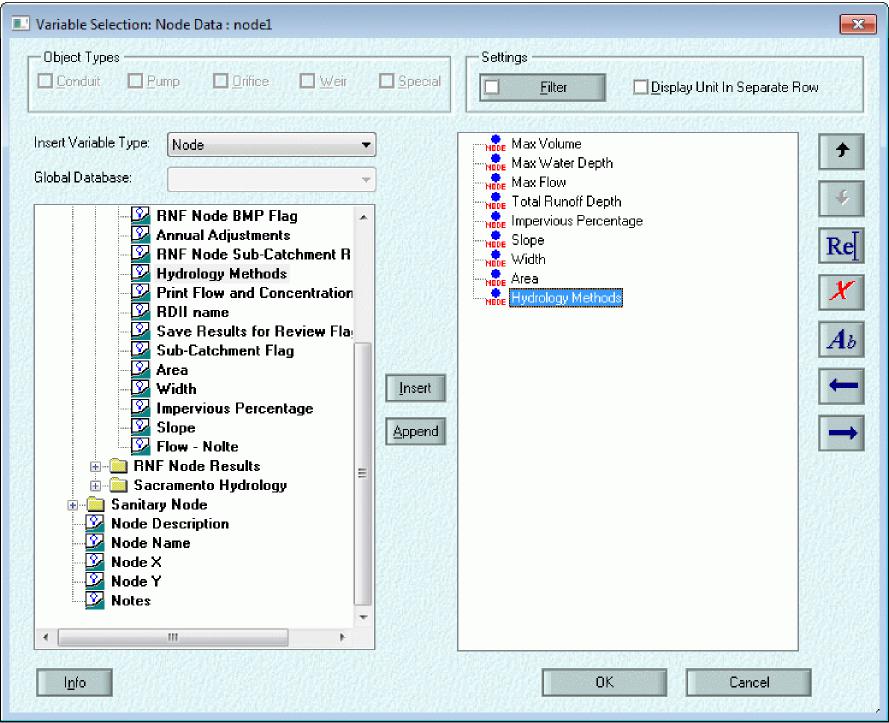 Variable Selection: Node Data : node1
Object Types
Conduit Pump Orifice Weir Special
Settings
Filter Display Unit In Separate Row
Insert Variable Type: Node
Global Database:
RNF Node BMP Flag
Annual Adjustments
RNF Node Sub-Catchment R
Hydrology Methods
Print Flow and Concentration
RDII name
Save Results for Review Fla
Sub-Catchment Flag
Area
Width
Impervious Percentage
Slope
Flow - Nolte
RNF Node Results
Sacramento Hydrology
Sanitary Node
Node Description
Node Name
Node X
Node Y
Notes
Insert
Append
NODE Max Volume
NODE Max Water Depth
NODE Max Flow
NODE Total Runoff Depth
NODE Impervious Percentage
NODE Slope
NODE Width
NODE Area
NODE Hydrology Methods
Re
X
Ab
Info
OK
Cancel